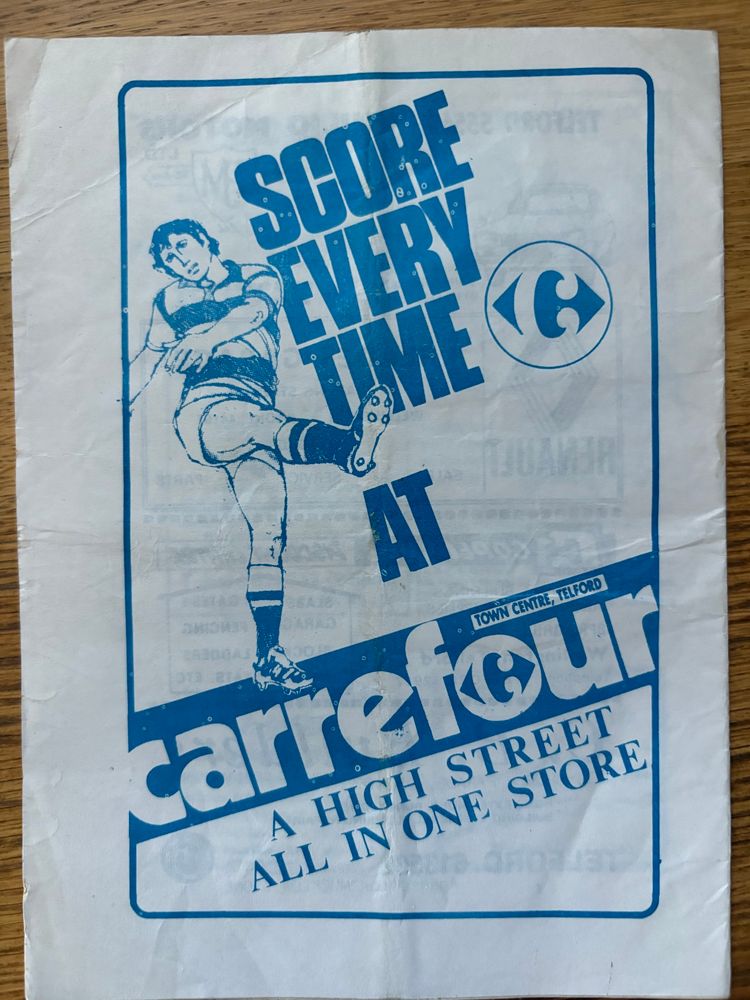 SCORE
EVERY
TIME
AT
TOWN CENTRE, TELFORD
carrefour
A HIGH STREET
ALL IN ONE STORE